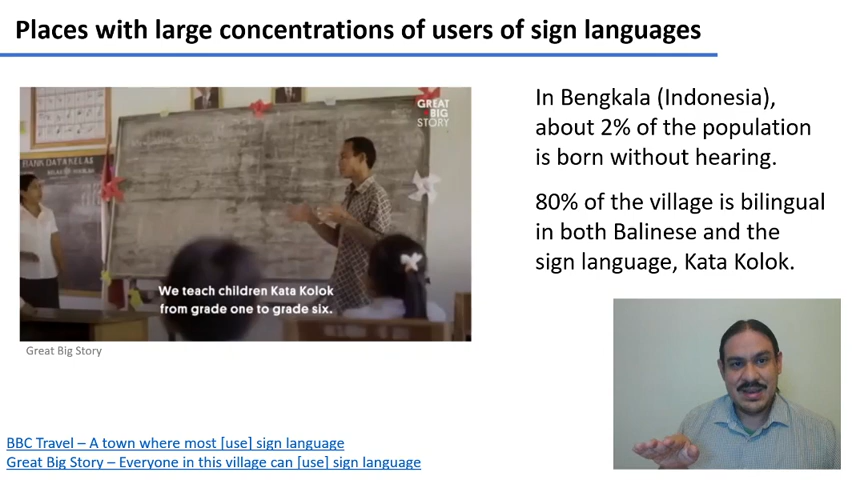 Places with large concentrations of users of sign languages
GREAT
BIG
STORY
BANK DATA KELAS
We teach children Kata Kolok
from grade one to grade six.
Great Big Story
In Bengkala (Indonesia),
about 2% of the population
is born without hearing.
80% of the village is bilingual
in both Balinese and the
sign language, Kata Kolok.
BBC Travel – A town where most [use] sign language
Great Big Story – Everyone in this village can [use] sign language